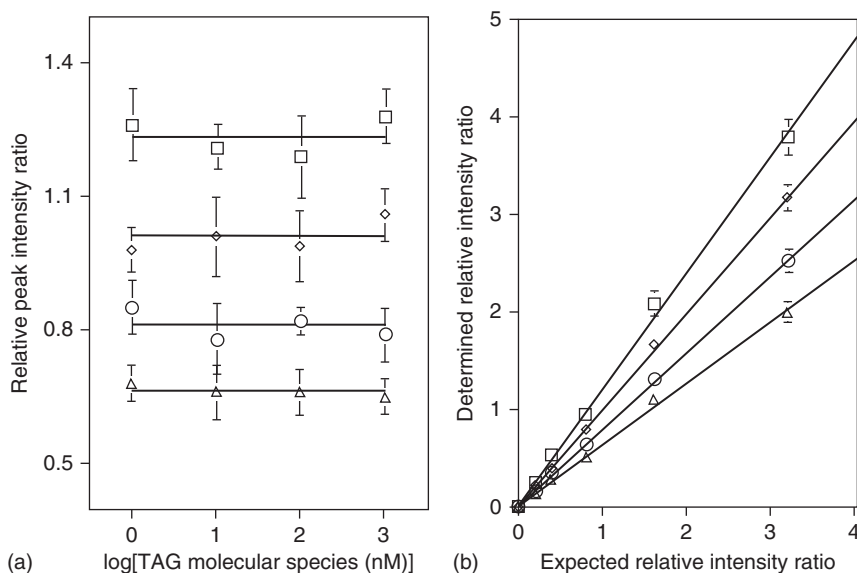 1.4
1.1
0.8
0.5
Relative peak intensity ratio
0 1 2 3
(a) log[TAG molecular species (nM)]
5
4
3
2
1
0
Determined relative intensity ratio
0 1 2 3 4
(b) Expected relative intensity ratio